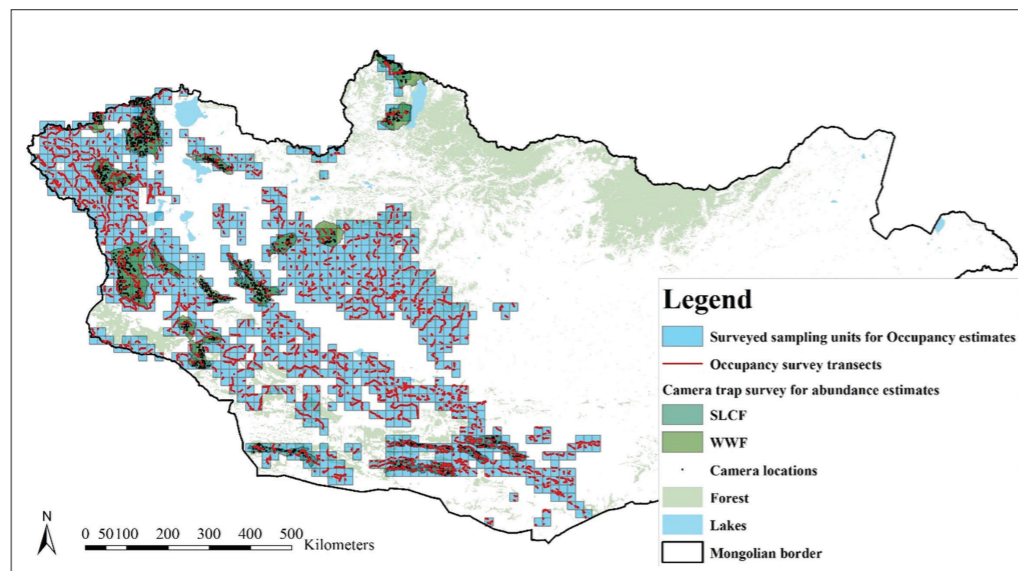 Legend
Surveyed sampling units for Occupancy estimates
Occupancy survey transects
Camera trap survey for abundance estimates
SLCF
WWF
Camera locations
Forest
Lakes
Mongolian border
N
0 50100 200 300 400 500
Kilometers